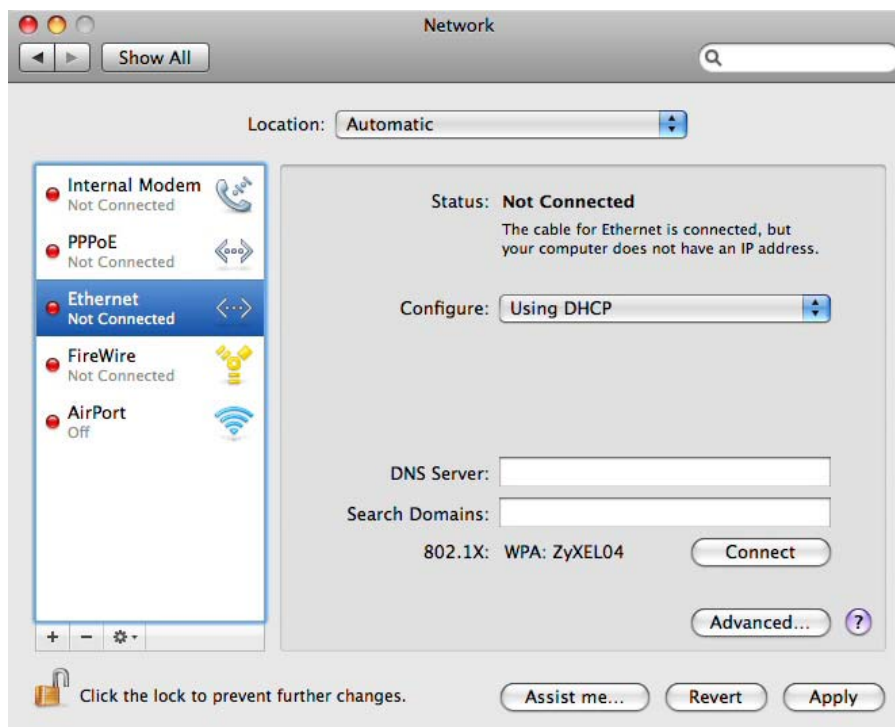 Network
Show All
Location: Automatic
Internal Modem
Not Connected
PPPoE
Not Connected
Ethernet
Not Connected
FireWire
Not Connected
AirPort
Off
Status: Not Connected
The cable for Ethernet is connected, but
your computer does not have an IP address.
Configure: Using DHCP
DNS Server:
Search Domains:
802.1X: WPA: ZyXEL04 Connect
Advanced... ?
+ −
Click the lock to prevent further changes.
Assist me... Revert Apply